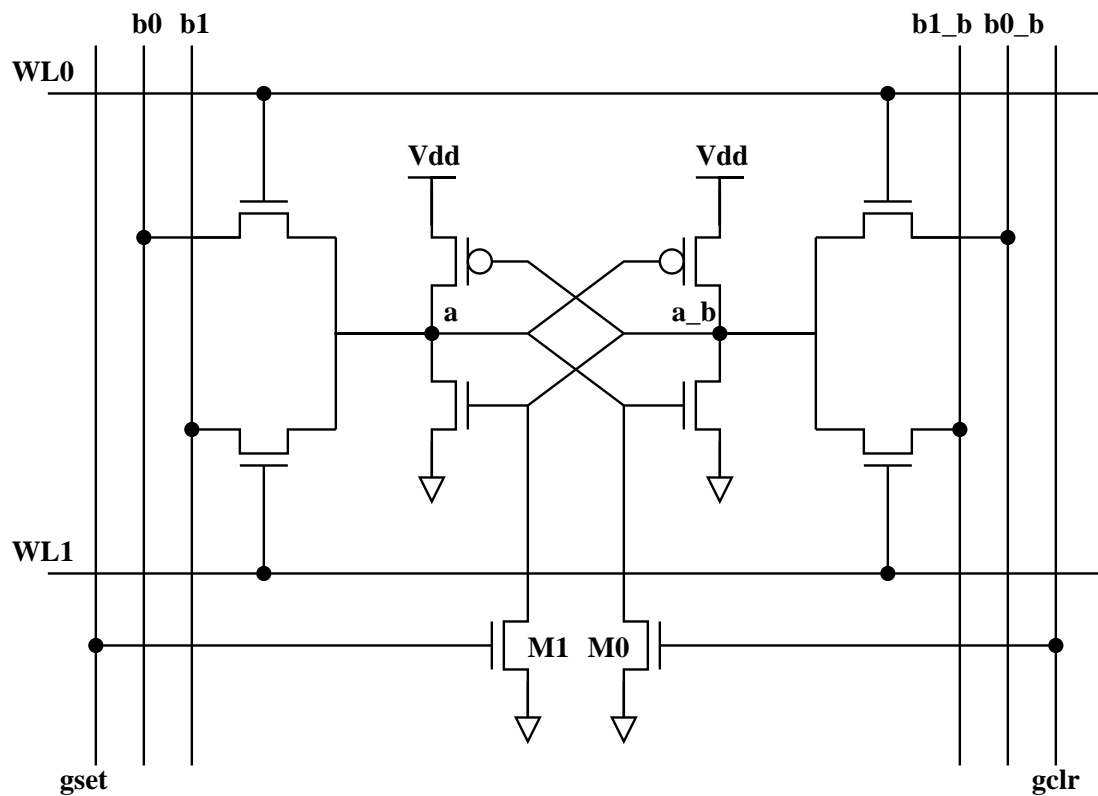 b0 b1 b1_b b0_b
WL0
Vdd Vdd
a a_b
WL1
M1 M0
gset gclr